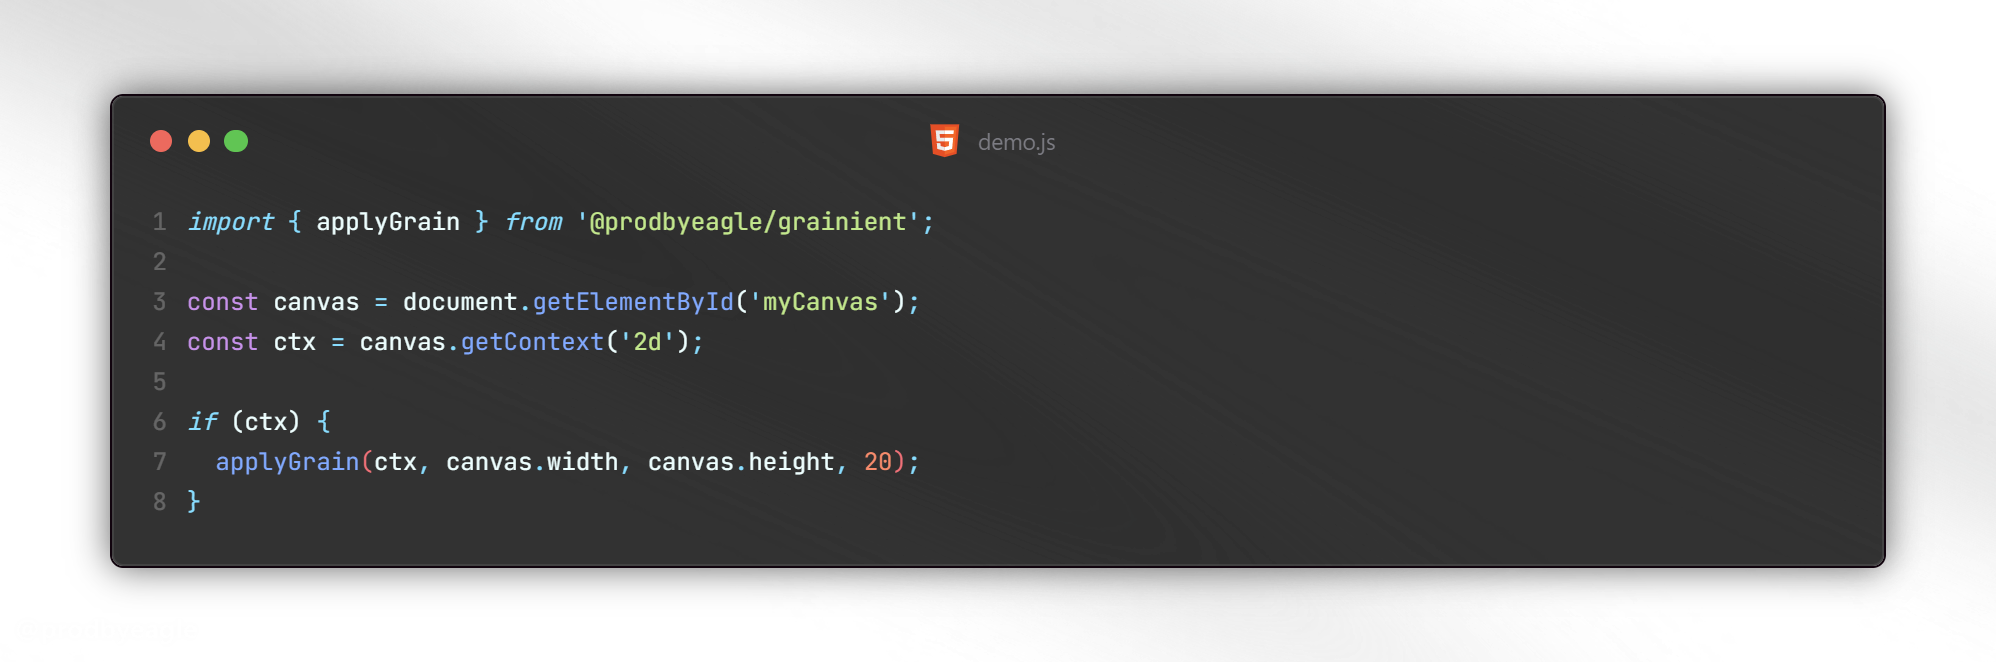 demo.js
1 import { applyGrain } from '@prodbyeagle/grainient';
2
3 const canvas = document.getElementById('myCanvas');
4 const ctx = canvas.getContext('2d');
5
6 if (ctx) {
7   applyGrain(ctx, canvas.width, canvas.height, 20);
8 }